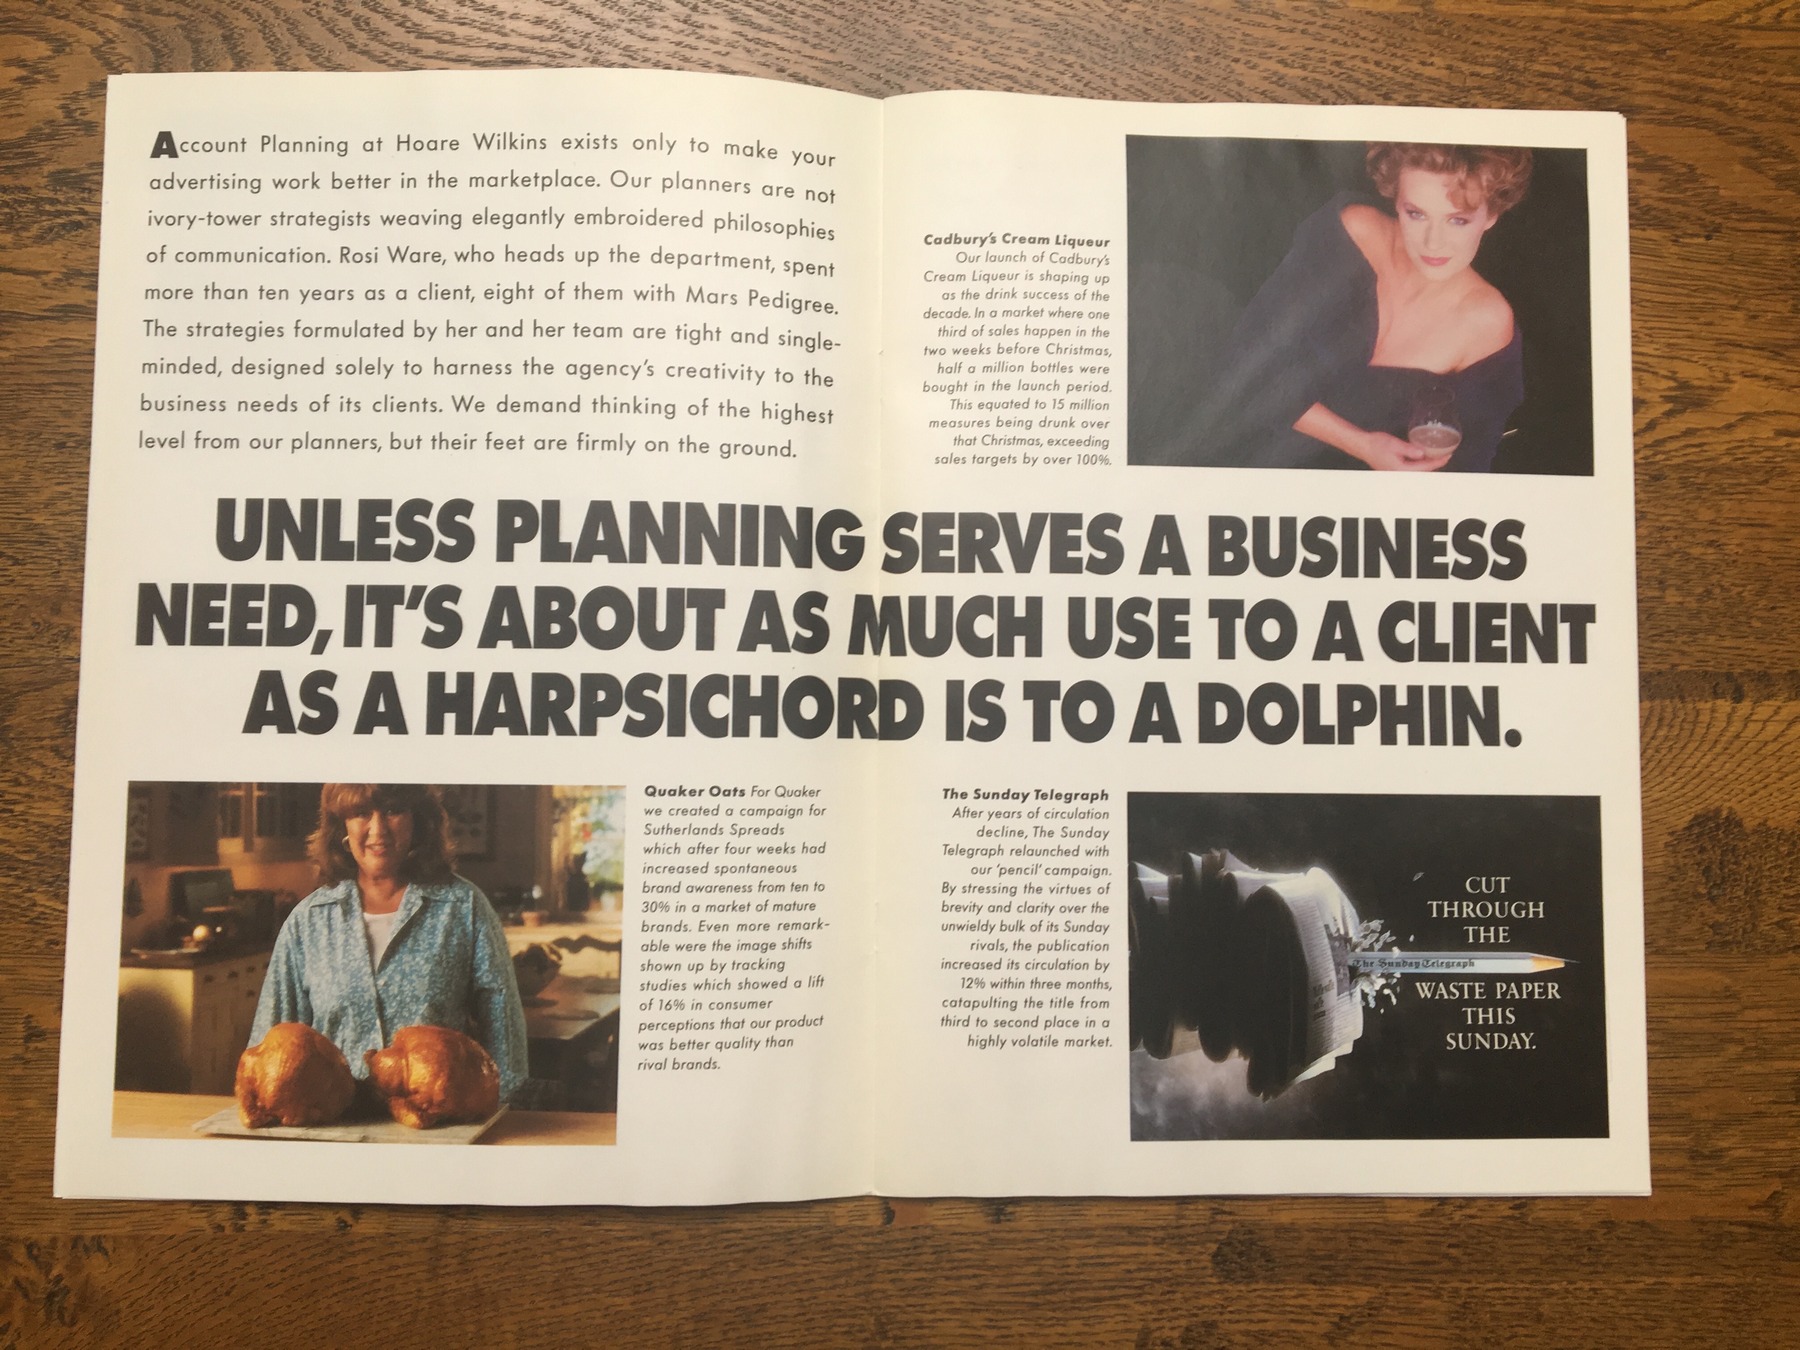 Account Planning at Hoare Wilkins exists only to make your
advertising work better in the marketplace. Our planners are not
ivory-tower strategists weaving elegantly embroidered philosophies
of communication. Rosi Ware, who heads up the department, spent
more than ten years as a client, eight of them with Mars Pedigree.
The strategies formulated by her and her team are tight and single-
minded, designed solely to harness the agency's creativity to the
business needs of its clients. We demand thinking of the highest
level from our planners, but their feet are firmly on the ground.
Cadbury's Cream Liqueur
Our launch of Cadbury's
Cream Liqueur is shaping up
as the drink success of the
decade. In a market where one
third of sales happen in the
two weeks before Christmas,
half a million bottles were
bought in the launch period.
This equated to 15 million
measures being drunk over
that Christmas, exceeding
sales targets by over 100%.
UNLESS PLANNING SERVES A BUSINESS
NEED, IT'S ABOUT AS MUCH USE TO A CLIENT
AS A HARPSICHORD IS TO A DOLPHIN.
Quaker Oats For Quaker
we created a campaign for
Sutherlands Spreads
which after four weeks had
increased spontaneous
brand awareness from ten to
30% in a market of mature
brands. Even more remark-
able were the image shifts
shown up by tracking
studies which showed a lift
of 16% in consumer
perceptions that our product
was better quality than
rival brands.
The Sunday Telegraph
After years of circulation
decline, The Sunday
Telegraph relaunched with
our 'pencil' campaign.
By stressing the virtues of
brevity and clarity over the
unwieldy bulk of its Sunday
rivals, the publication
increased its circulation by
12% within three months,
catapulting the title from
third to second place in a
highly volatile market.
CUT
THROUGH
THE
The Sunday Telegraph
WASTE PAPER
THIS
SUNDAY.